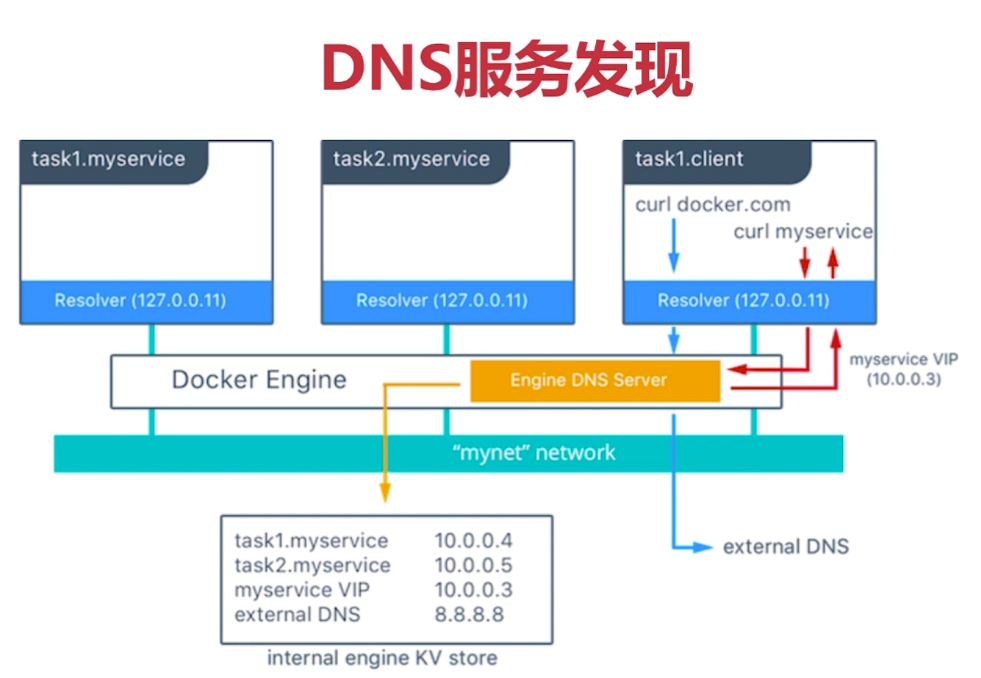 DNS服务发现
task1.myservice
task2.myservice
task1.client
curl docker.com
curl myservice
Resolver (127.0.0.11)
Resolver (127.0.0.11)
Resolver (127.0.0.11)
myservice VIP
(10.0.0.3)
Docker Engine
Engine DNS Server
“mynet” network
task1.myservice 10.0.0.4
task2.myservice 10.0.0.5
myservice VIP 10.0.0.3
external DNS 8.8.8.8
external DNS
internal engine KV store